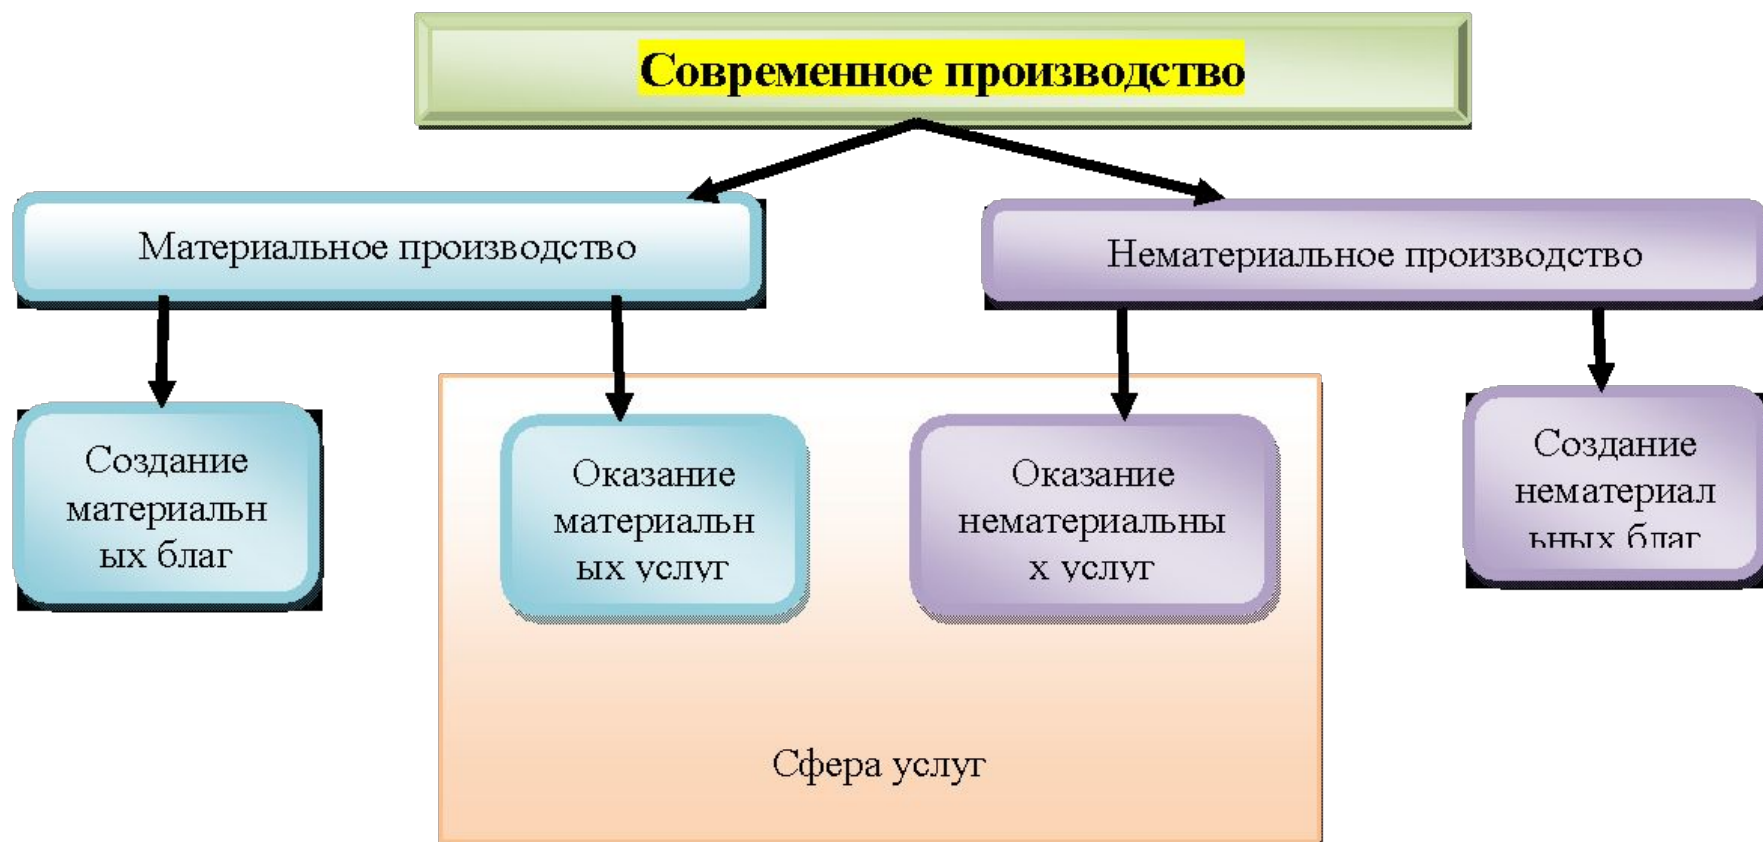 Современное производство
Материальное производство
Нематериальное производство
Создание
материальн
ых благ
Оказание
материальн
ых услуг
Оказание
нематериальны
х услуг
Создание
нематериал
ьных благ
Сфера услуг